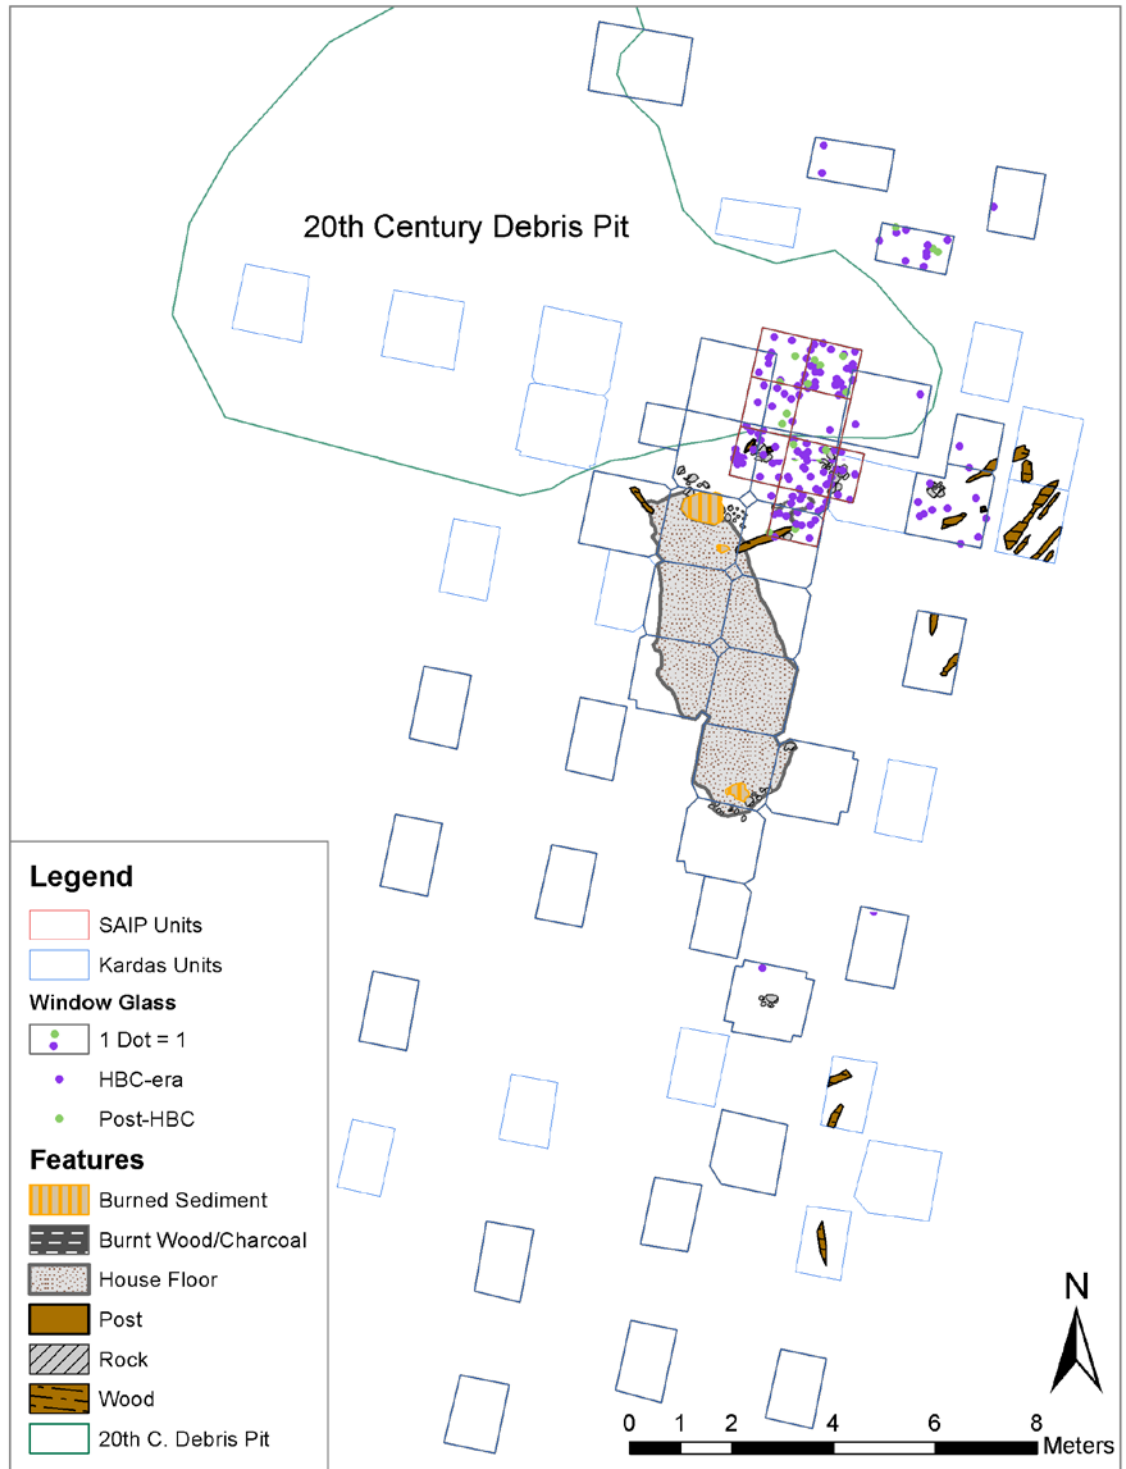 20th Century Debris Pit
Legend
SAIP Units
Kardas Units
Window Glass
1 Dot = 1
HBC-era
Post-HBC
Features
Burned Sediment
Burnt Wood/Charcoal
House Floor
Post
Rock
Wood
20th C. Debris Pit
N
0 1 2 4 6 8
Meters